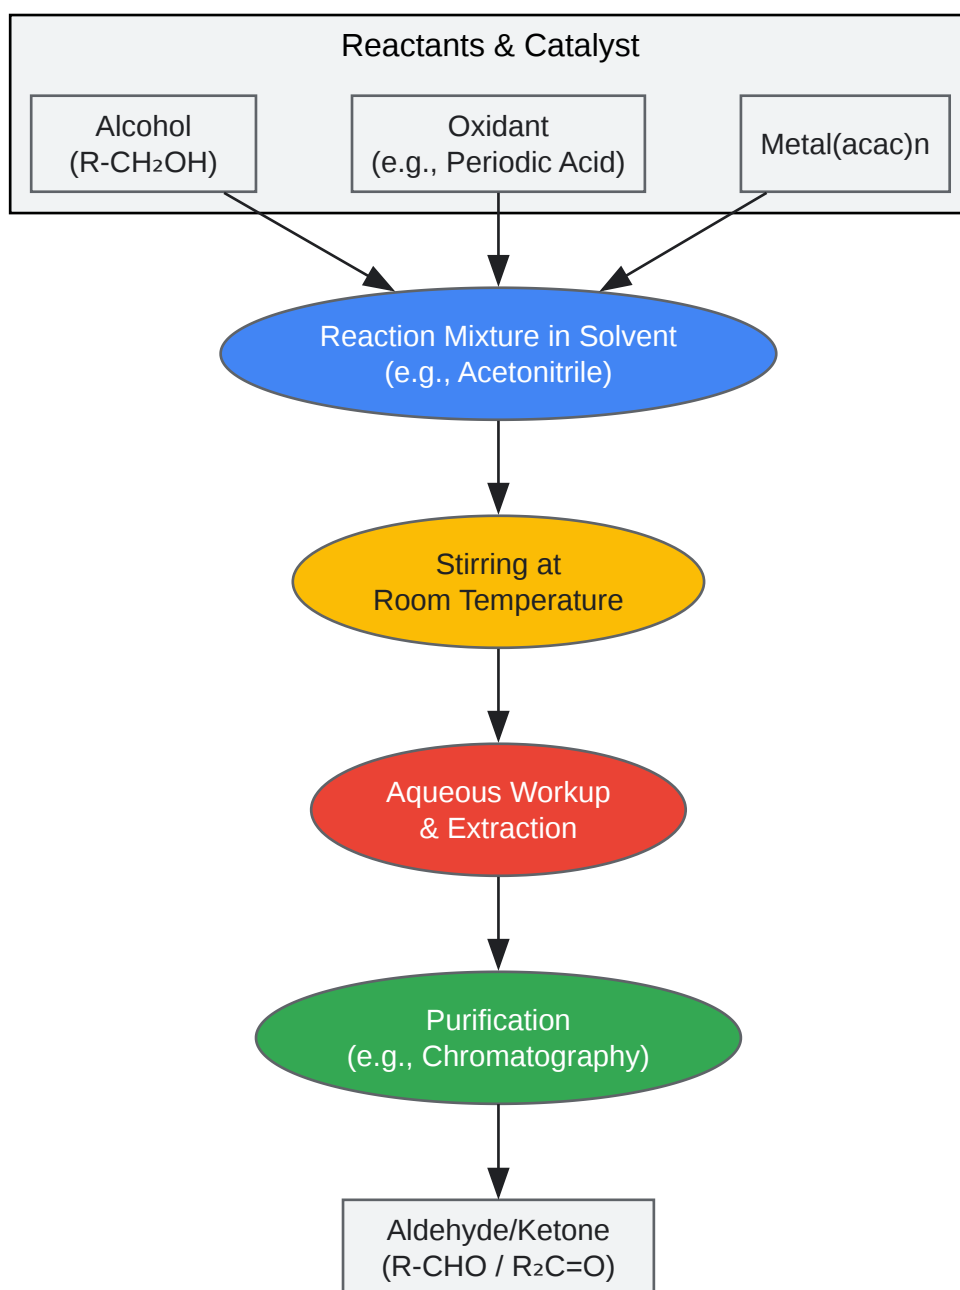 Reactants & Catalyst
Alcohol
(R-CH₂OH)
Oxidant
(e.g., Periodic Acid)
Metal(acac)n
Reaction Mixture in Solvent
(e.g., Acetonitrile)
Stirring at
Room Temperature
Aqueous Workup
& Extraction
Purification
(e.g., Chromatography)
Aldehyde/Ketone
(R-CHO / R₂C=O)